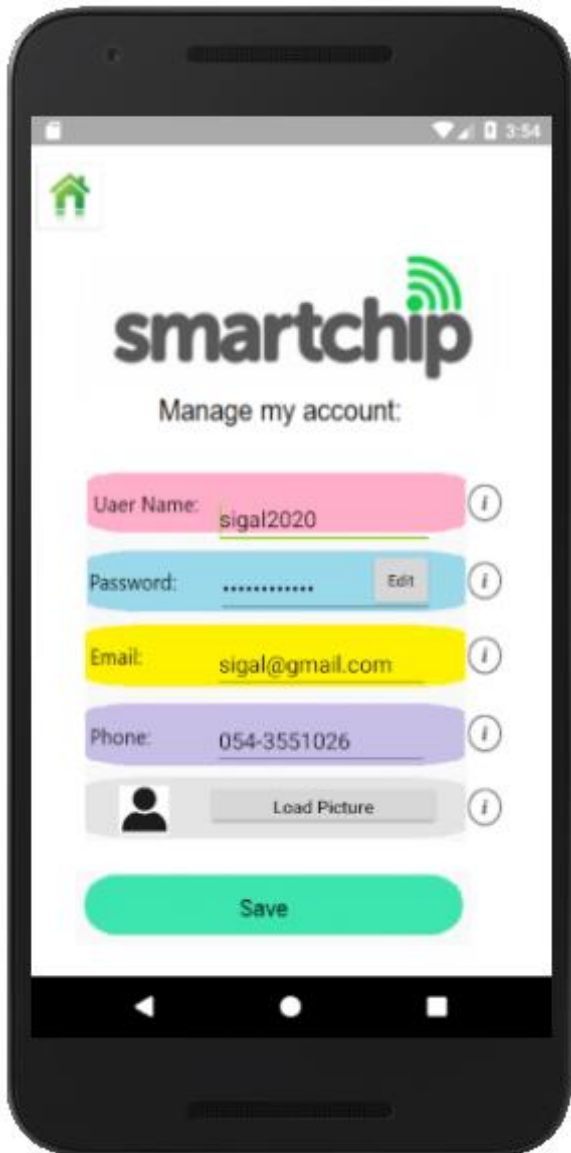 3:54
smartchip
Manage my account:
Uaer Name: sigal2020
Password: ············ Edit
Email: sigal@gmail.com
Phone: 054-3551026
Load Picture
Save